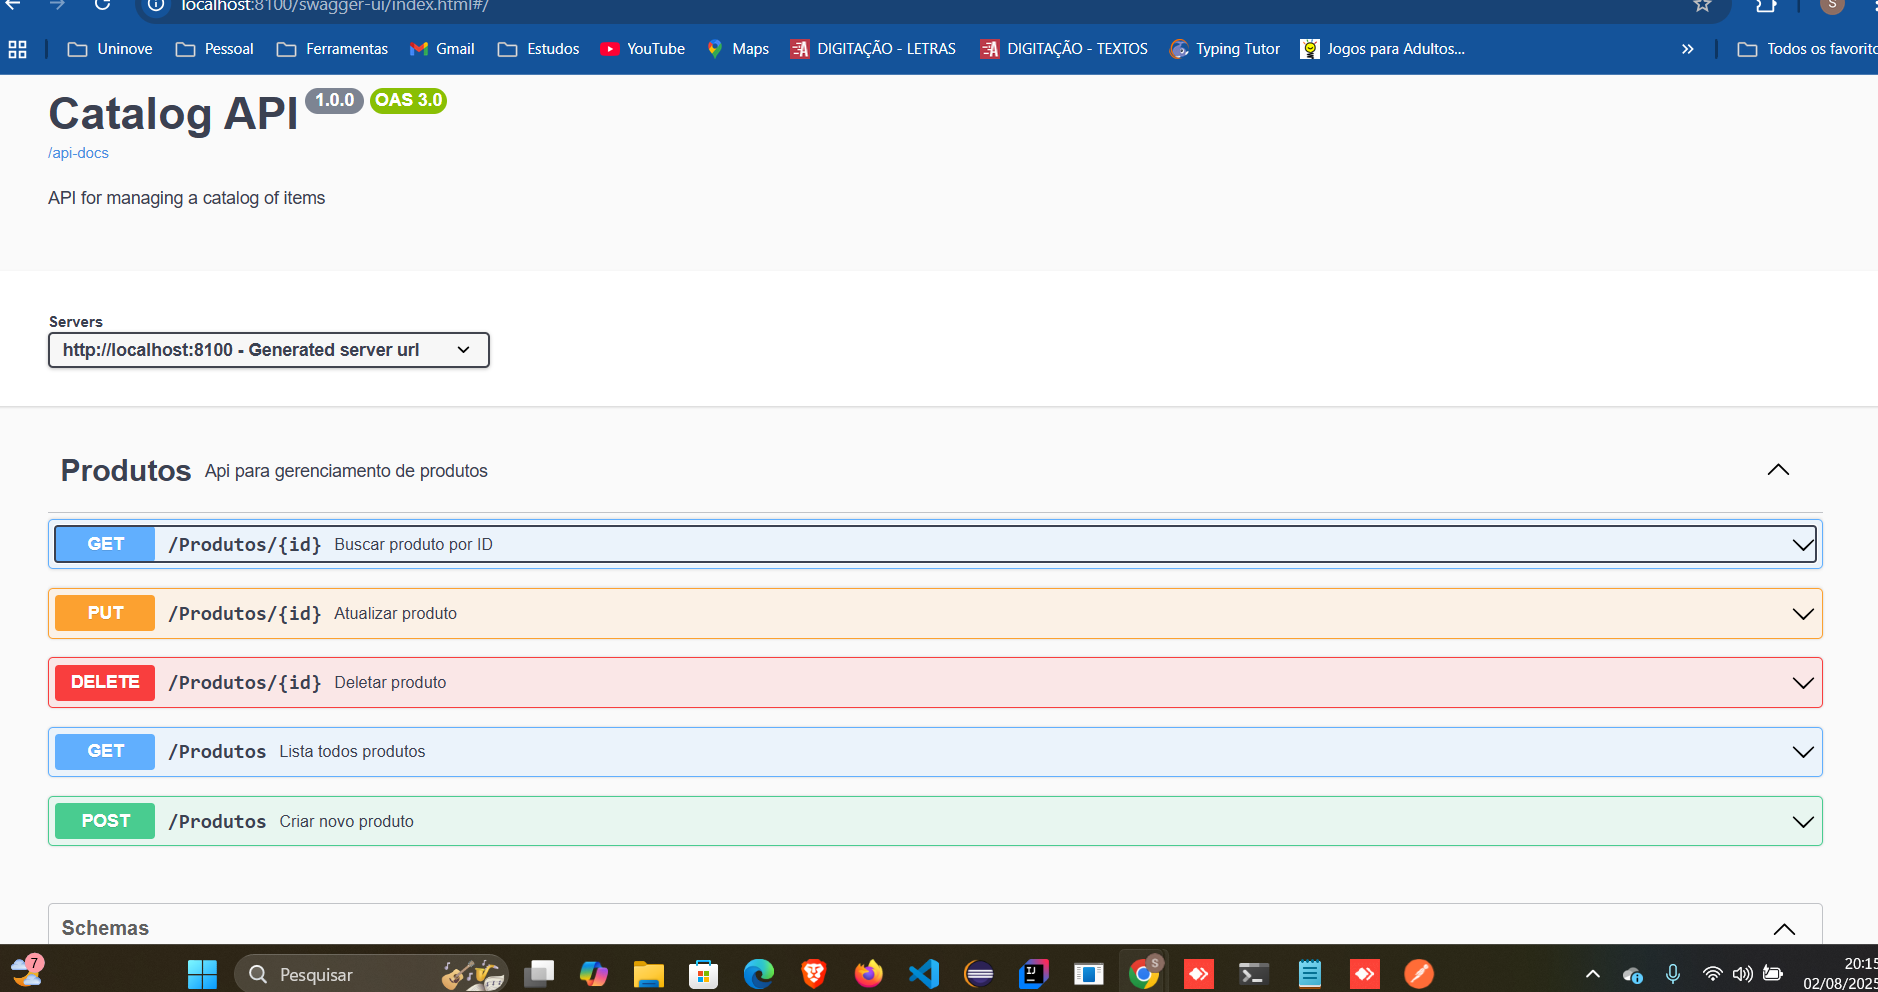 localhost:8100/swagger-ui/index.html#/
Uninove Pessoal Ferramentas Gmail Estudos YouTube Maps DIGITAÇÃO - LETRAS DIGITAÇÃO - TEXTOS Typing Tutor Jogos para Adultos... » Todos os favorito
Catalog API 1.0.0 OAS 3.0
/api-docs
API for managing a catalog of items
Servers
http://localhost:8100 - Generated server url
Produtos Api para gerenciamento de produtos
GET /Produtos/{id} Buscar produto por ID
PUT /Produtos/{id} Atualizar produto
DELETE /Produtos/{id} Deletar produto
GET /Produtos Lista todos produtos
POST /Produtos Criar novo produto
Schemas
7 Pesquisar S 20:15
02/08/2025